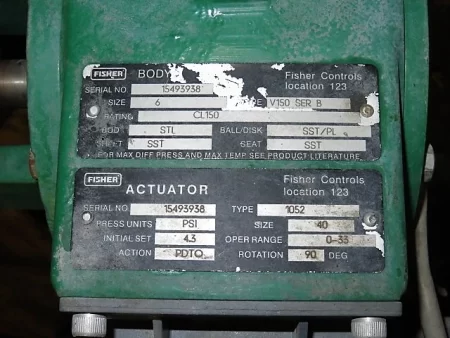 FISHER BODY Fisher Controls
SERIAL NO 15493938 location 123
SIZE 6 V150 SER B
RATING CL150
STL BALL/DISK SST/PL
SST SEAT SST
FOR MAX DIFF PRESS AND MAX TEMP SEE PRODUCT LITERATURE.
FISHER Fisher Controls
ACTUATOR location 123
SERIAL NO 15493938 TYPE 1052
PRESS UNITS PSI SIZE 40
INITIAL SET 4.3 OPER RANGE 0-33
ACTION PDTO ROTATION 90 DEG